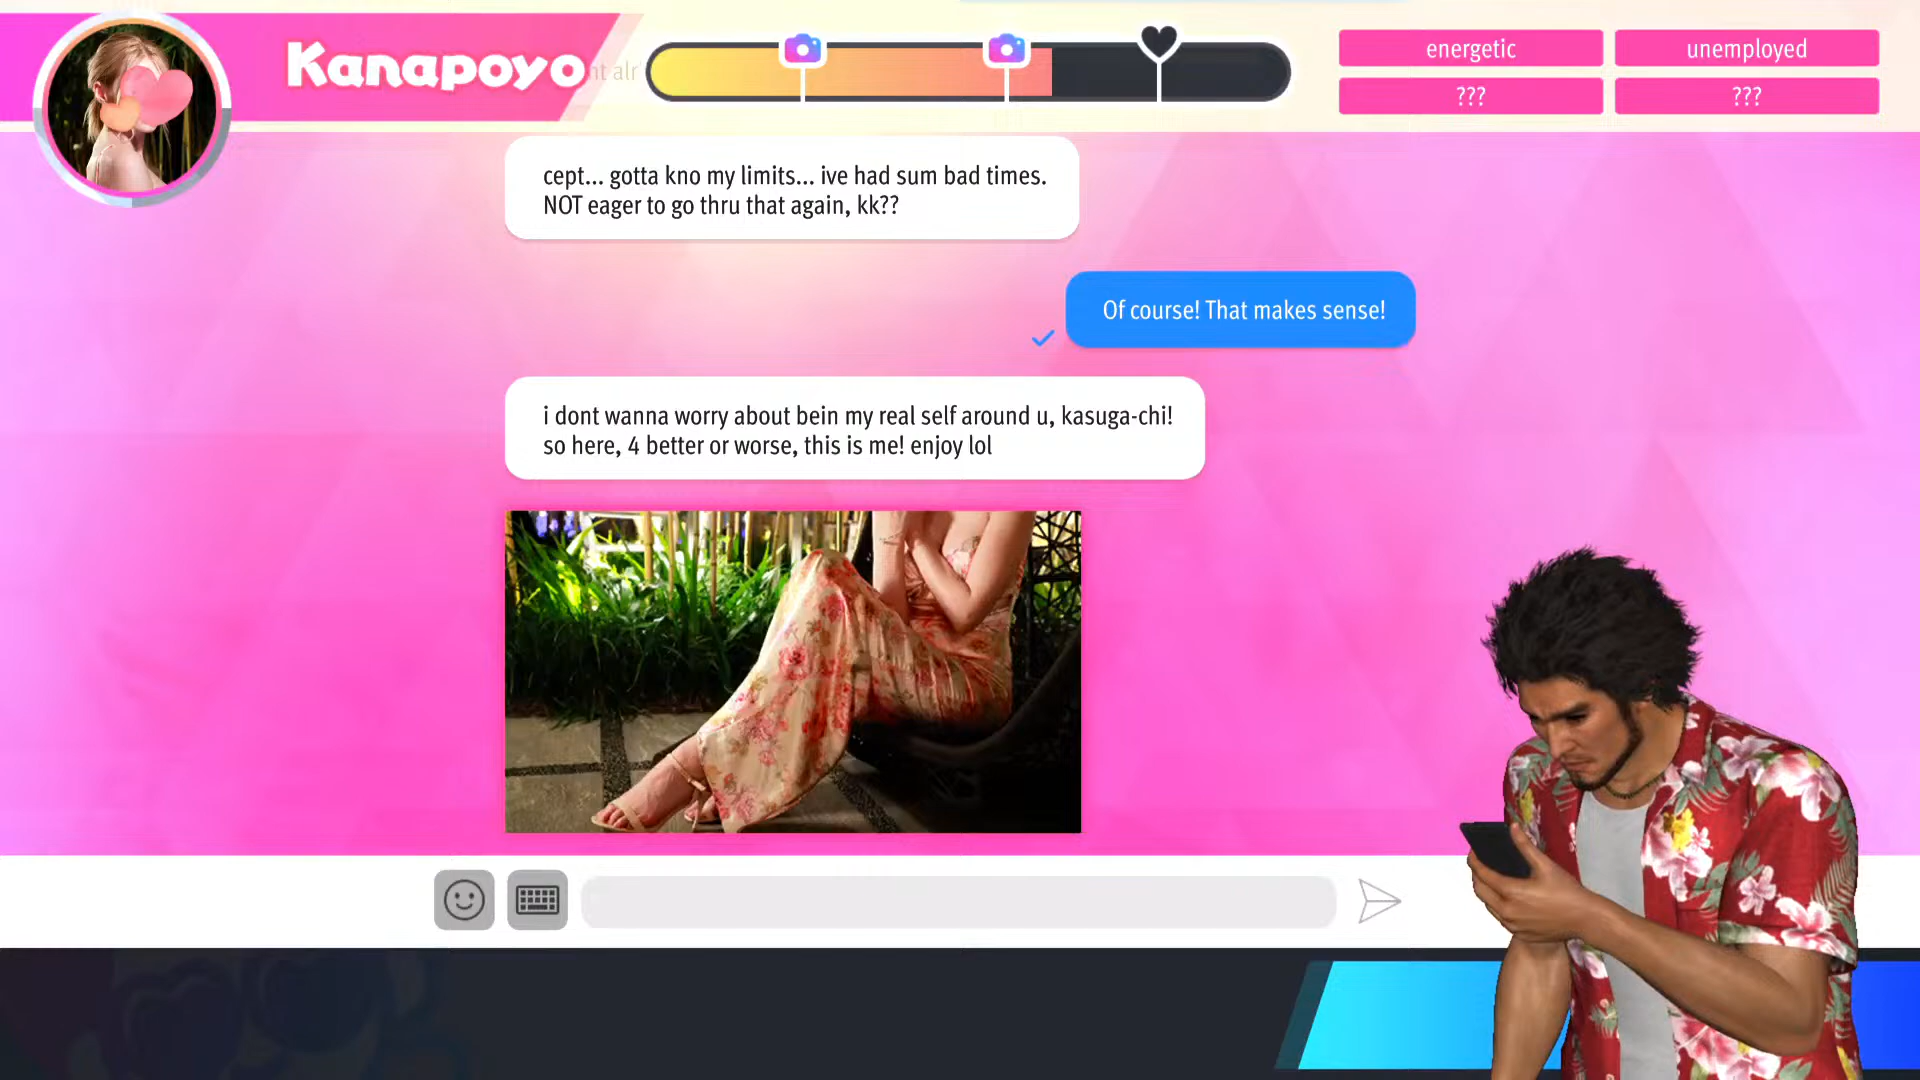 Kanapoyo
nt alr
energetic
unemployed
???
???
cept... gotta kno my limits... ive had sum bad times.
NOT eager to go thru that again, kk??
Of course! That makes sense!
i dont wanna worry about bein my real self around u, kasuga-chi!
so here, 4 better or worse, this is me! enjoy lol